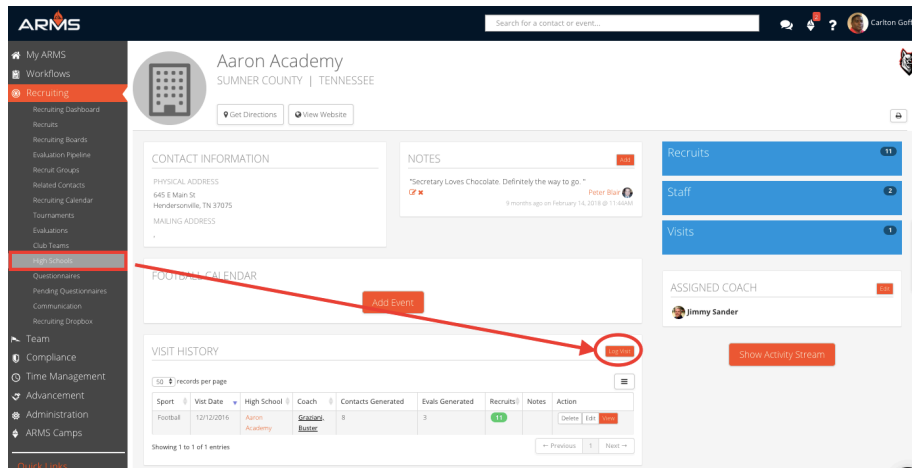 ARMS
Search for a contact or event...
2
?
Carlton Goff
My ARMS
Workflows
Recruiting
Recruiting Dashboard
Recruits
Recruiting Boards
Evaluation Pipeline
Recruit Groups
Related Contacts
Recruiting Calendar
Tournaments
Evaluations
Club Teams
High Schools
Questionnaires
Pending Questionnaires
Communication
Recruiting Dropbox
Team
Compliance
Time Management
Advancement
Administration
ARMS Camps
Quick Links
Aaron Academy
SUMNER COUNTY | TENNESSEE
Get Directions
View Website
CONTACT INFORMATION
PHYSICAL ADDRESS
645 E Main St
Hendersonville, TN 37075
MAILING ADDRESS
,
NOTES
Add
"Secretary Loves Chocolate. Definitely the way to go. "
Peter Blair
9 months ago on February 14, 2018 @ 11:44AM
Recruits 11
Staff 2
Visits 1
FOOTBALL CALENDAR
Add Event
ASSIGNED COACH
Edit
Jimmy Sander
Show Activity Stream
VISIT HISTORY
Log Visit
50 records per page
Sport Vist Date High School Coach Contacts Generated Evals Generated Recruits Notes Action
Football 12/12/2016 Aaron Academy Graziani, Buster 8 3 11 Delete Edit View
Showing 1 to 1 of 1 entries
← Previous 1 Next →